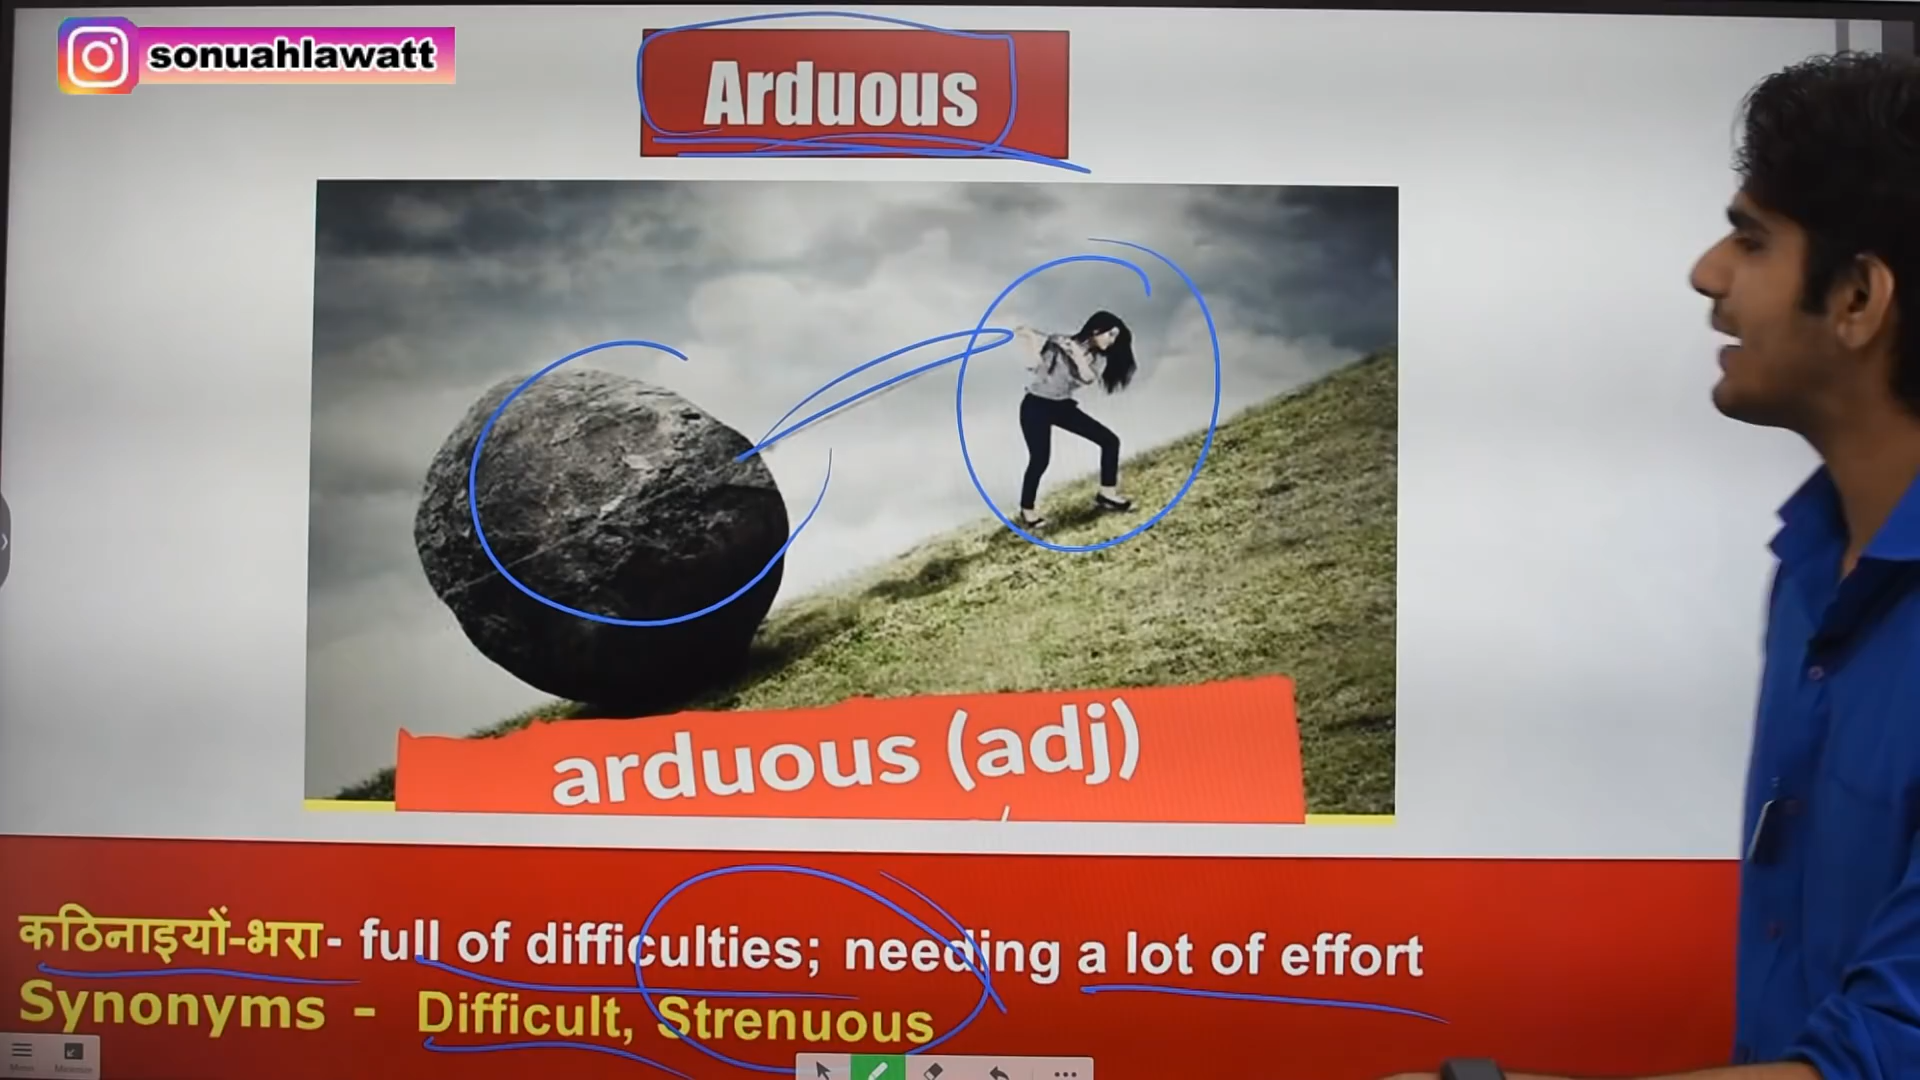 sonuahlawatt
Arduous
arduous (adj)
कठिनाइयों-भरा- full of difficulties; needing a lot of effort
Synonyms - Difficult, Strenuous